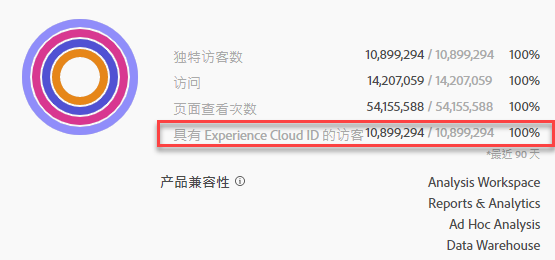 独特访客数 10,899,294 / 10,899,294 100%
访问 14,207,059 / 14,207,059 100%
页面查看次数 54,155,588 / 54,155,588 100%
具有 Experience Cloud ID 的访客 10,899,294 / 10,899,294 100%
*最近 90 天
产品兼容性 Analysis Workspace
Reports & Analytics
Ad Hoc Analysis
Data Warehouse